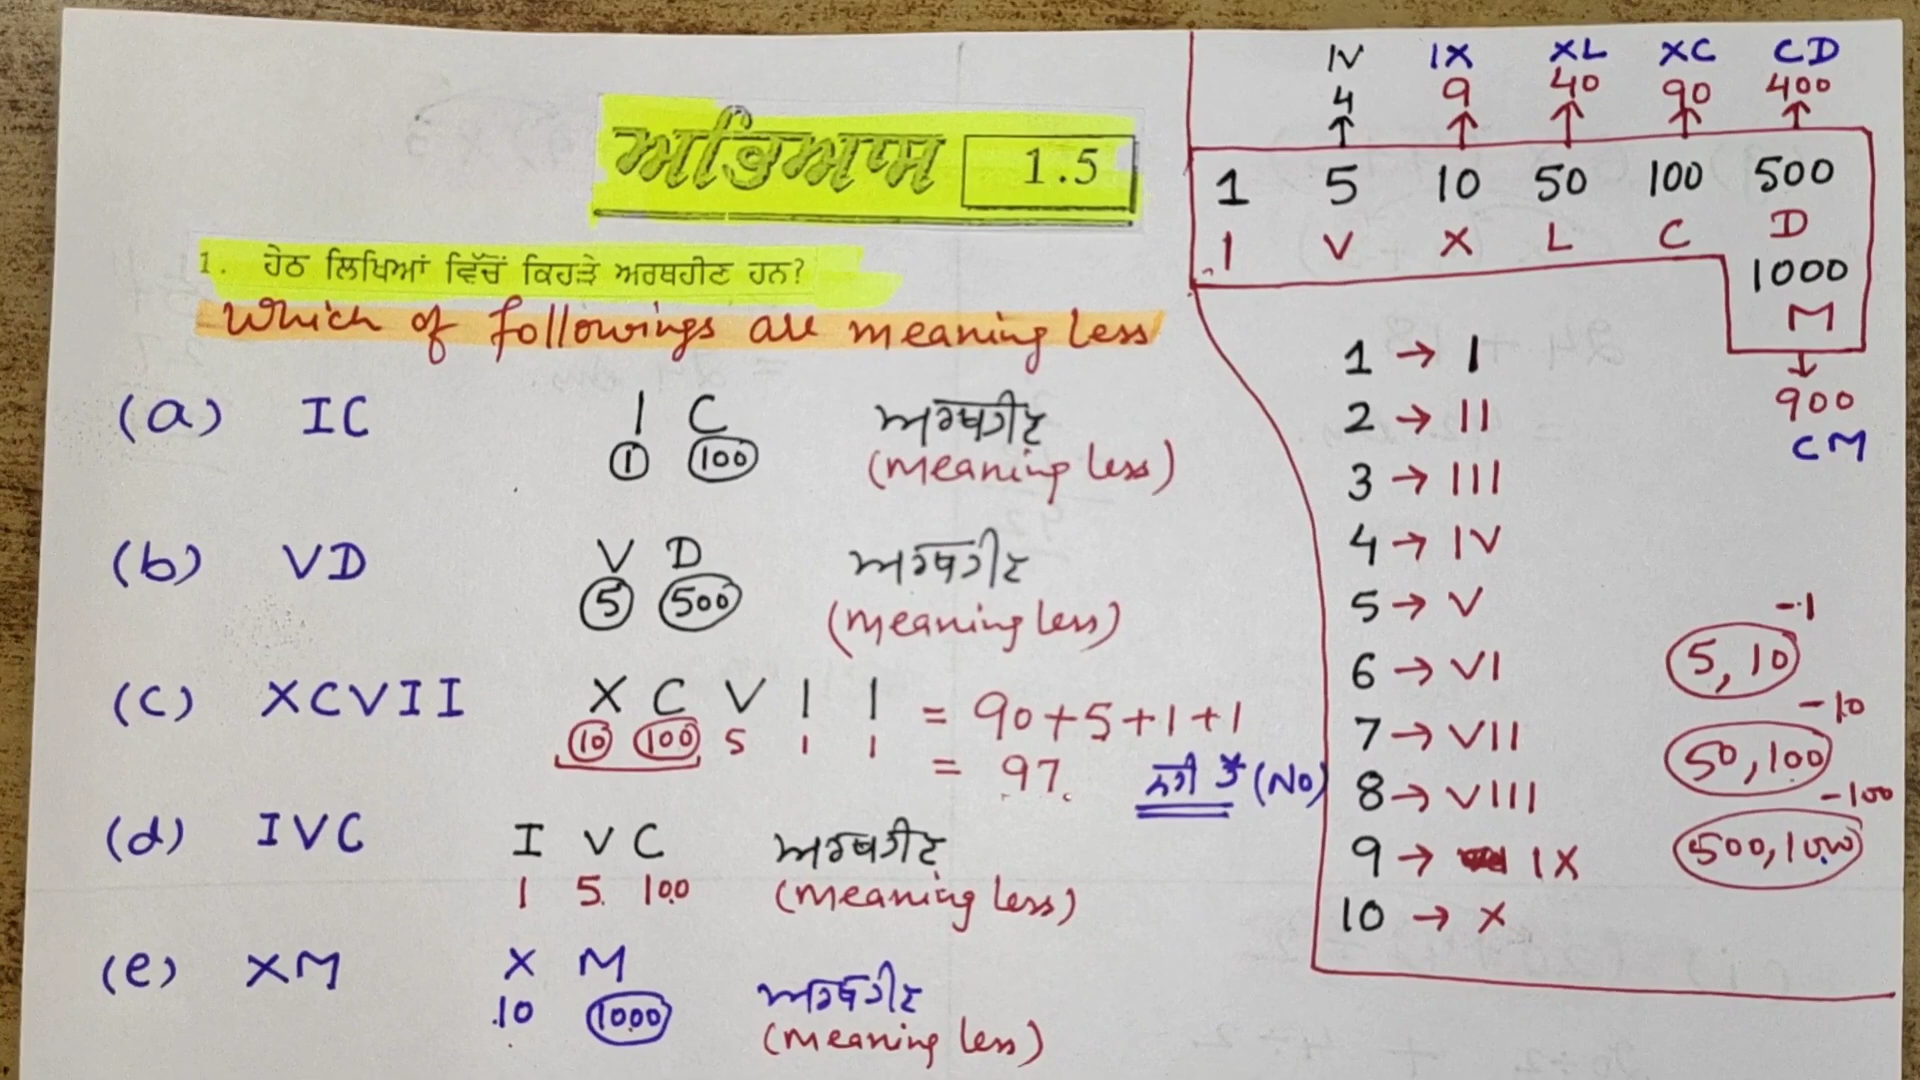 ਅਭਿਆਸ 1.5
1. ਹੇਠ ਲਿਖਿਆਂ ਵਿੱਚੋਂ ਕਿਹੜੇ ਅਰਥਹੀਣ ਹਨ?
Which of followings are meaning less
(a) IC I C ਅਰਥਹੀਣ
1 100 (meaning less)
(b) VD V D ਅਰਥਹੀਣ
5 500 (meaning less)
(c) XCVII X C V I I = 90+5+1+1
10 100 5 1 1 = 97. ਨਹੀਂ (No)
(d) IVC I V C ਅਰਥਹੀਣ
1 5 100 (meaning less)
(e) XM X M ਅਰਥਹੀਣ
10 1000 (meaning less)
IV IX XL XC CD
4 9 40 90 400
1 5 10 50 100 500
I V X L C D
1000
M
900
CM
1 → I
2 → II
3 → III
4 → IV
5 → V
6 → VI
7 → VII
8 → VIII
9 → IX
10 → X
-1
5, 10
-10
50, 100
-100
500, 1000